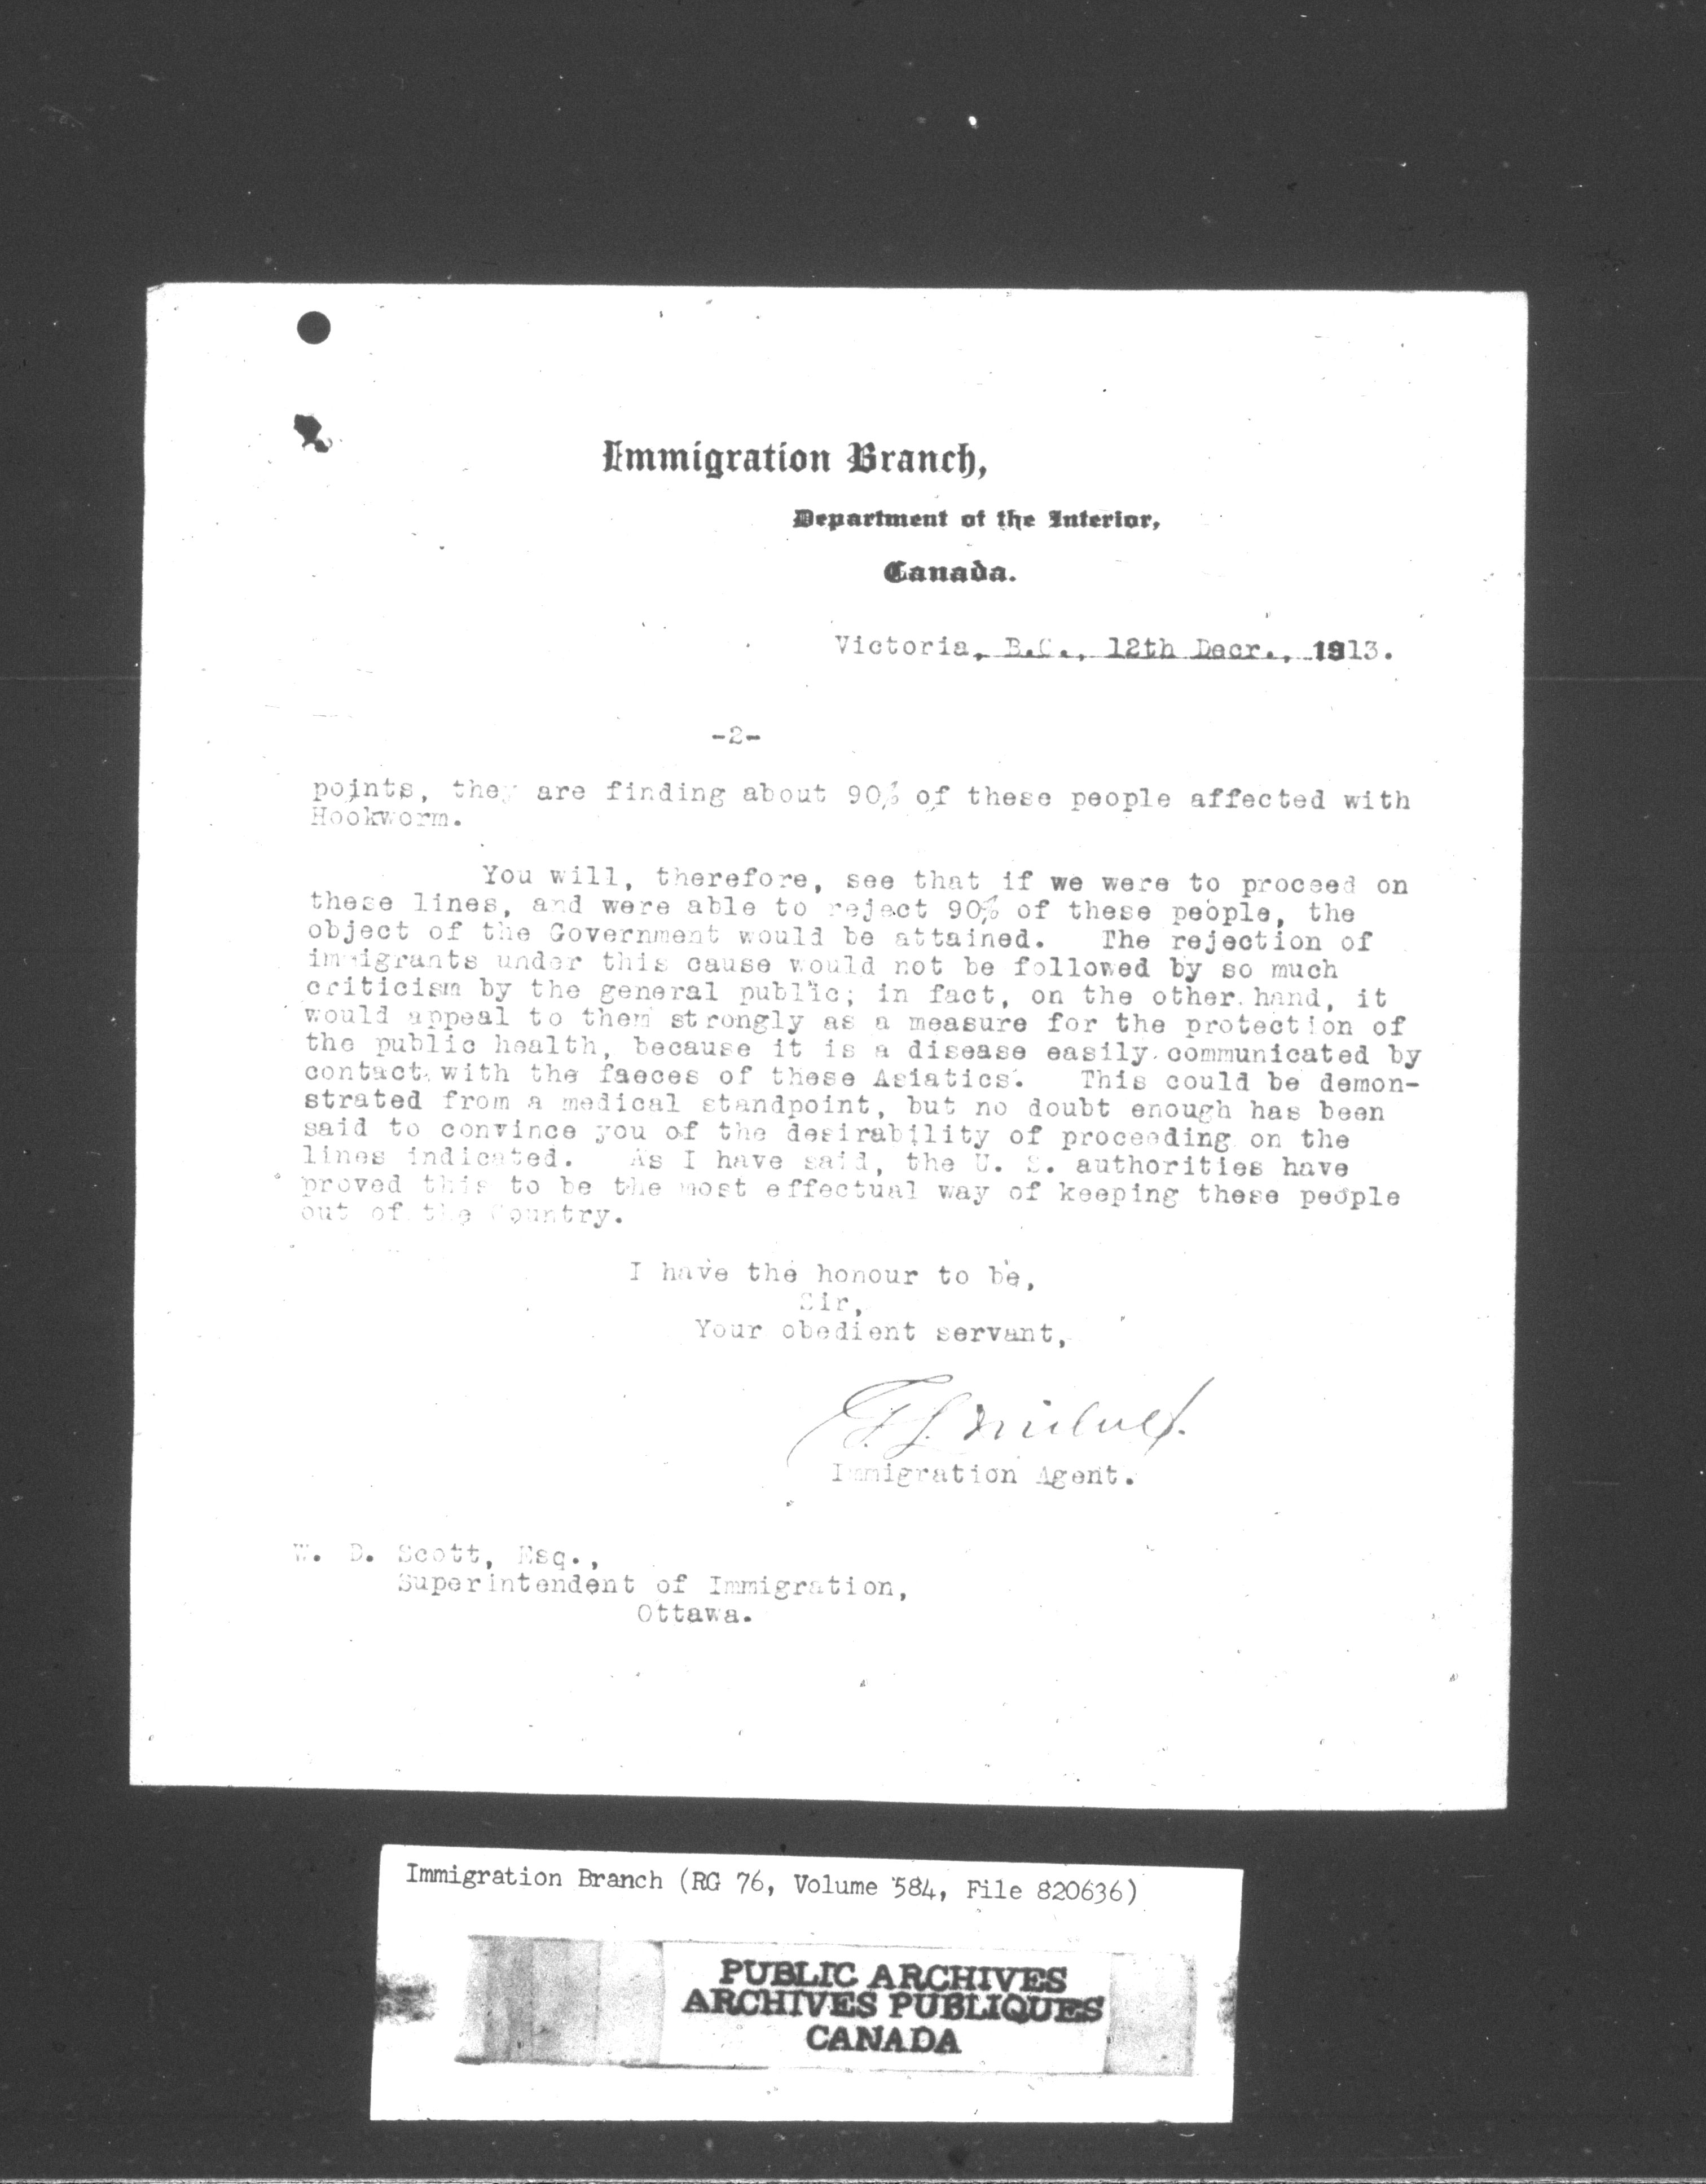 Immigration Branch,
Department of the Interior,
Canada.
Victoria, B.C., 12th Decr., 1913.
-2-
points, they are finding about 90% of these people affected with
Hookworm.
You will, therefore, see that if we were to proceed on
these lines, and were able to reject 90% of these people, the
object of the Government would be attained. The rejection of
immigrants under this cause would not be followed by so much
criticism by the general public; in fact, on the other hand, it
would appeal to them strongly as a measure for the protection of
the public health, because it is a disease easily communicated by
contact with the faeces of these Asiatics. This could be demon-
strated from a medical standpoint, but no doubt enough has been
said to convince you of the desirability of proceeding on the
lines indicated. As I have said, the U. S. authorities have
proved this to be the most effectual way of keeping these people
out of the Country.
I have the honour to be,
Sir,
Your obedient servant,
Immigration Agent.
W. D. Scott, Esq.,
Superintendent of Immigration,
Ottawa.
Immigration Branch (RG 76, Volume 584, File 820636)
PUBLIC ARCHIVES
ARCHIVES PUBLIQUES
CANADA